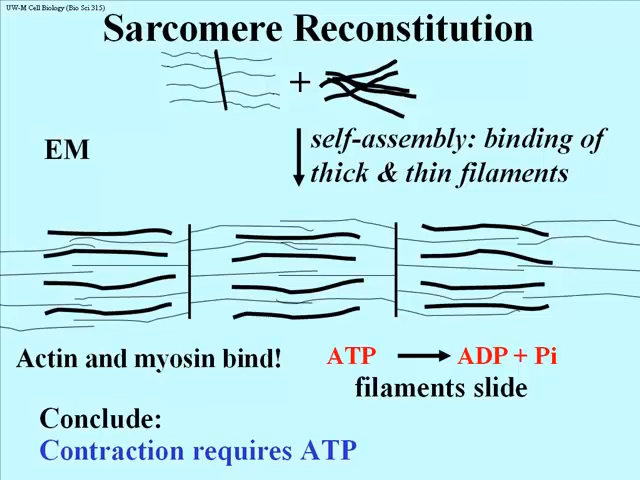 UW-M Cell Biology (Bio Sci 315)
Sarcomere Reconstitution
+
self-assembly: binding of
EM
thick & thin filaments
Actin and myosin bind!
ATP ADP + Pi
filaments slide
Conclude:
Contraction requires ATP